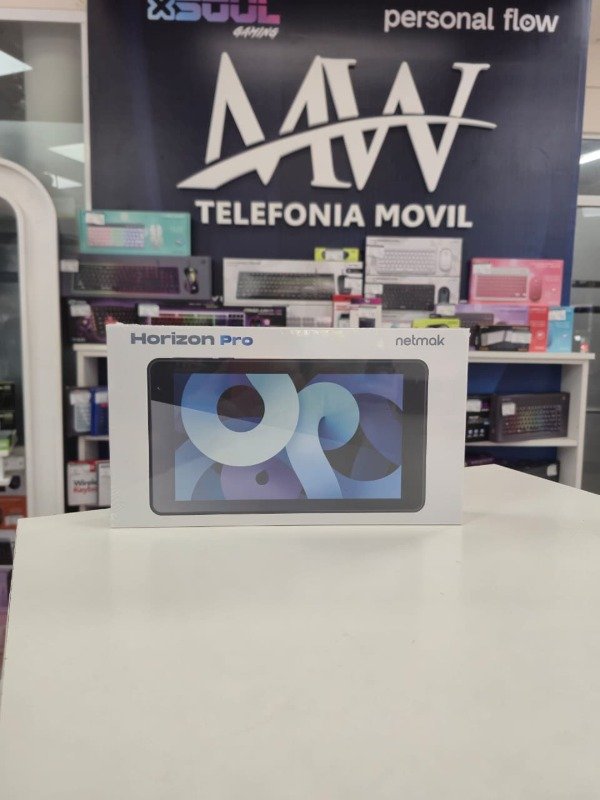 XSOUL
GAMING
personal flow
MW
TELEFONIA MOVIL
Horizon Pro
netmak